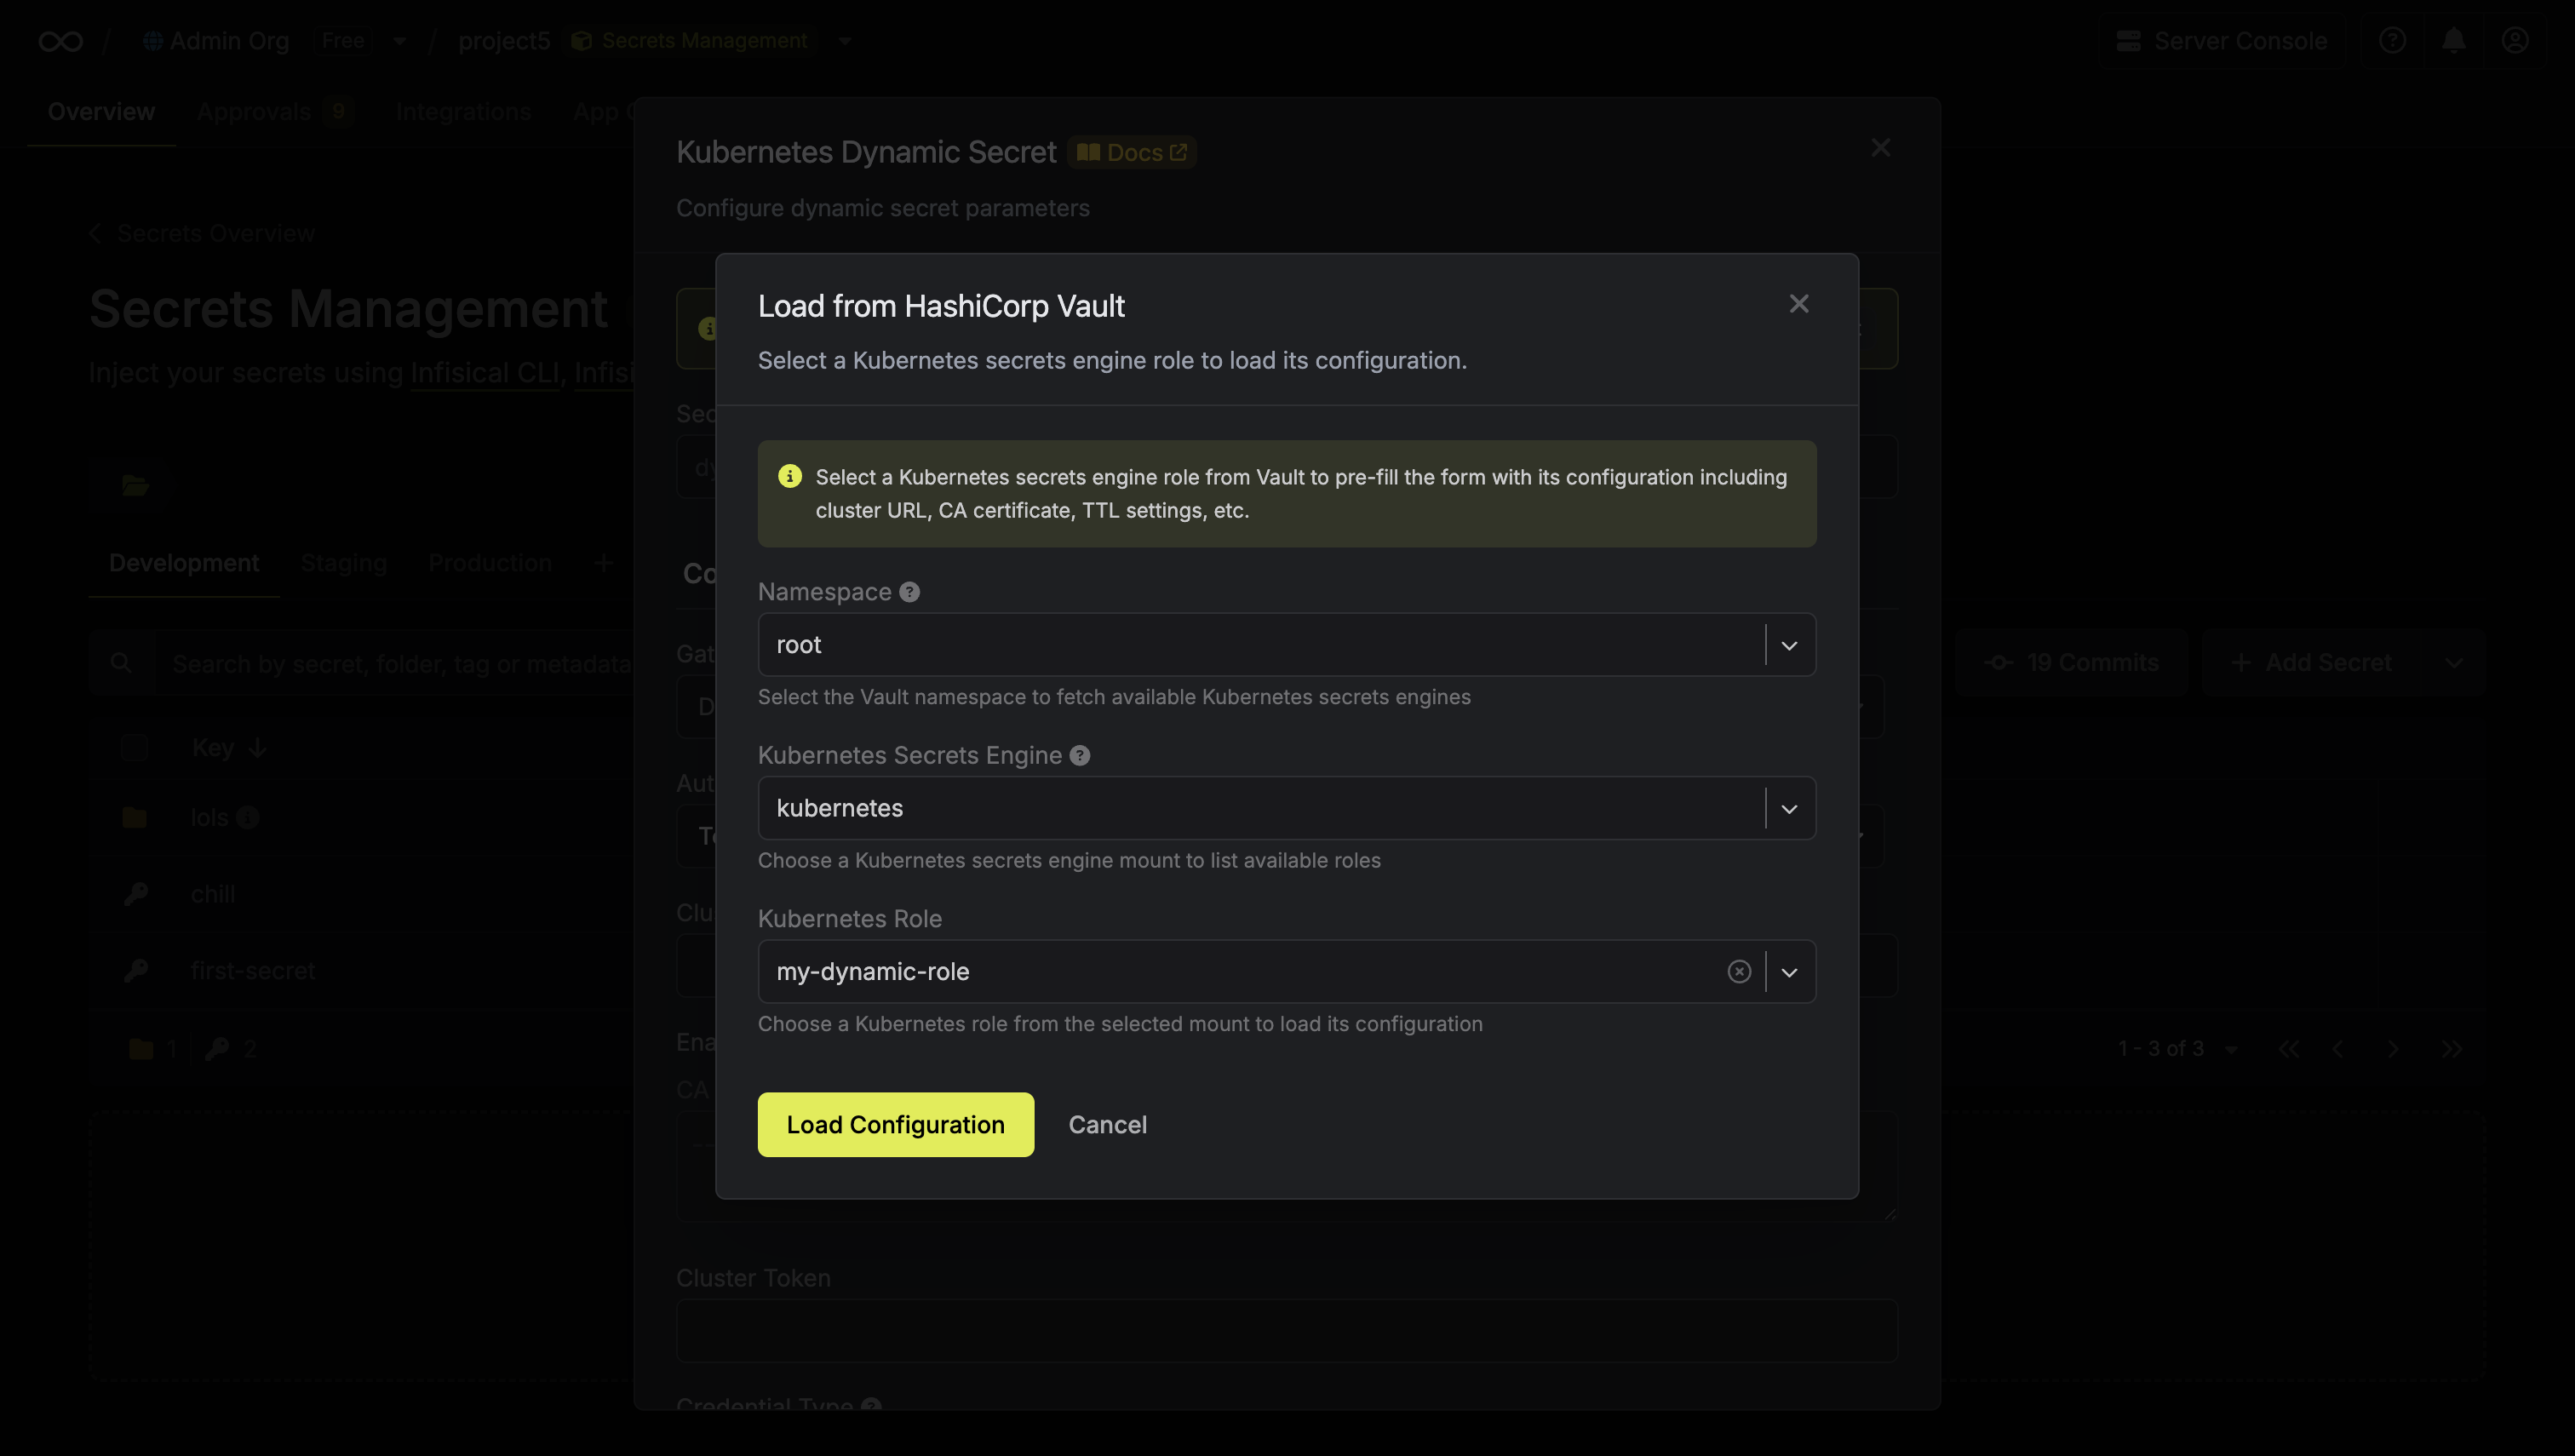 Admin Org Free project5 Secrets Management Server Console
Overview Approvals 9 Integrations App
Kubernetes Dynamic Secret Docs
Configure dynamic secret parameters
Secrets Overview
Secrets Management
Inject your secrets using Infisical CLI,
Load from HashiCorp Vault
Select a Kubernetes secrets engine role to load its configuration.
Select a Kubernetes secrets engine role from Vault to pre-fill the form with its configuration including
cluster URL, CA certificate, TTL settings, etc.
Development Staging Production
Namespace
root
Select the Vault namespace to fetch available Kubernetes secrets engines
Search by secret, folder, tag or metadata
19 Commits Add Secret
Kubernetes Secrets Engine
kubernetes
Choose a Kubernetes secrets engine mount to list available roles
Key
lols
chill
first-secret
1 2
Kubernetes Role
my-dynamic-role
Choose a Kubernetes role from the selected mount to load its configuration
1 - 3 of 3
CA
Load Configuration Cancel
Cluster Token
Credential Type